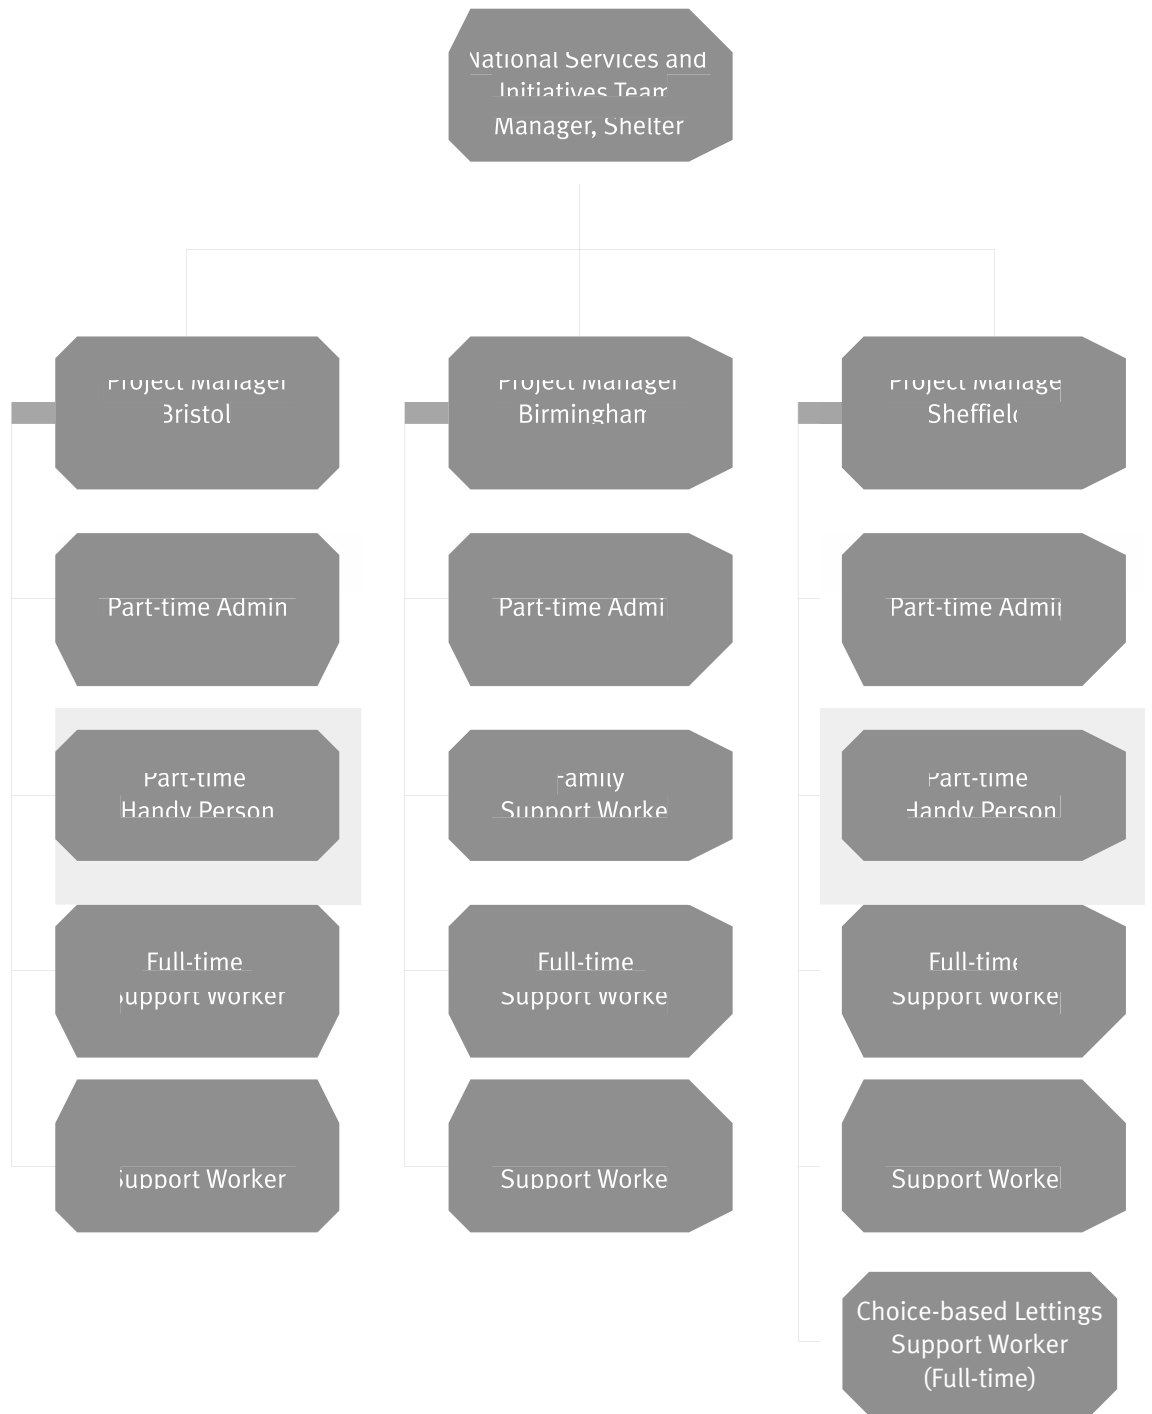 National Services and
Initiatives Team
Manager, Shelter
Project Manager
Bristol
Part-time Admin
Part-time
Handy Person
Full-time
Support Worker
Support Worker
Project Manager
Birmingham
Part-time Admin
Family
Support Worker
Full-time
Support Worker
Support Worker
Project Manager
Sheffield
Part-time Admin
Part-time
Handy Person
Full-time
Support Worker
Support Worker
Choice-based Lettings
Support Worker
(Full-time)